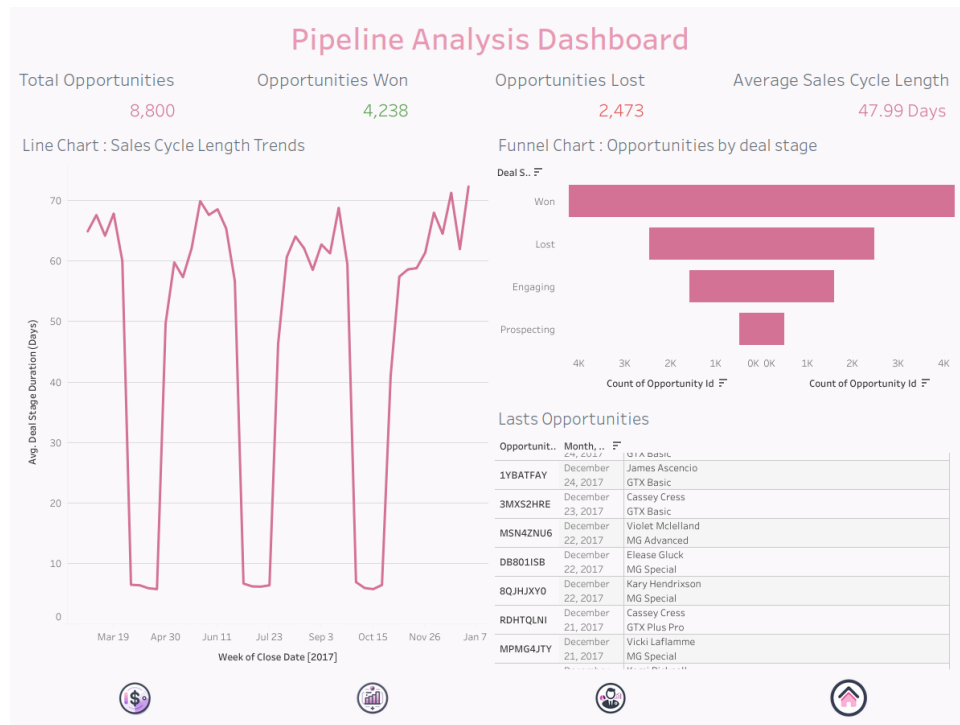 Pipeline Analysis Dashboard
Total Opportunities
8,800
Opportunities Won
4,238
Opportunities Lost
2,473
Average Sales Cycle Length
47.99 Days
Line Chart : Sales Cycle Length Trends
Avg. Deal Stage Duration (Days)
70
60
50
40
30
20
10
0
Mar 19 Apr 30 Jun 11 Jul 23 Sep 3 Oct 15 Nov 26 Jan 7
Week of Close Date [2017]
Funnel Chart : Opportunities by deal stage
Deal S..
Won
Lost
Engaging
Prospecting
4K 3K 2K 1K 0K 0K 1K 2K 3K 4K
Count of Opportunity Id Count of Opportunity Id
Lasts Opportunities
Opportunit.. Month, ..
24, 2017 GTX Basic
1YBATFAY December James Ascencio
24, 2017 GTX Basic
3MXS2HRE December Cassey Cress
23, 2017 GTX Basic
MSN4ZNU6 December Violet Mclelland
22, 2017 MG Advanced
DB801ISB December Elease Gluck
22, 2017 MG Special
8QJHJXY0 December Kary Hendrixson
22, 2017 MG Special
RDHTQLNI December Cassey Cress
21, 2017 GTX Plus Pro
MPMG4JTY December Vicki Laflamme
21, 2017 MG Special
$